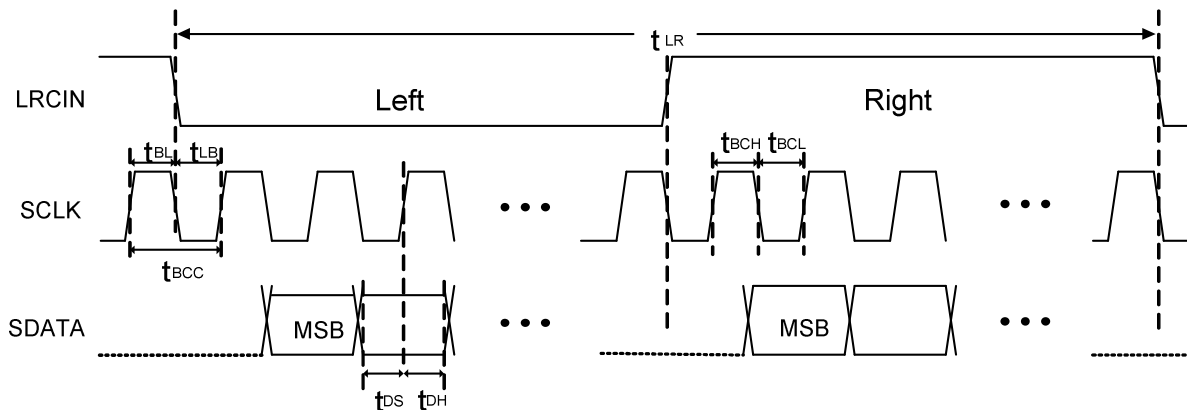 tLR
LRCIN
Left
Right
tBL
tLB
tBCH
tBCL
SCLK
tBCC
SDATA
MSB
MSB
tDS
tDH